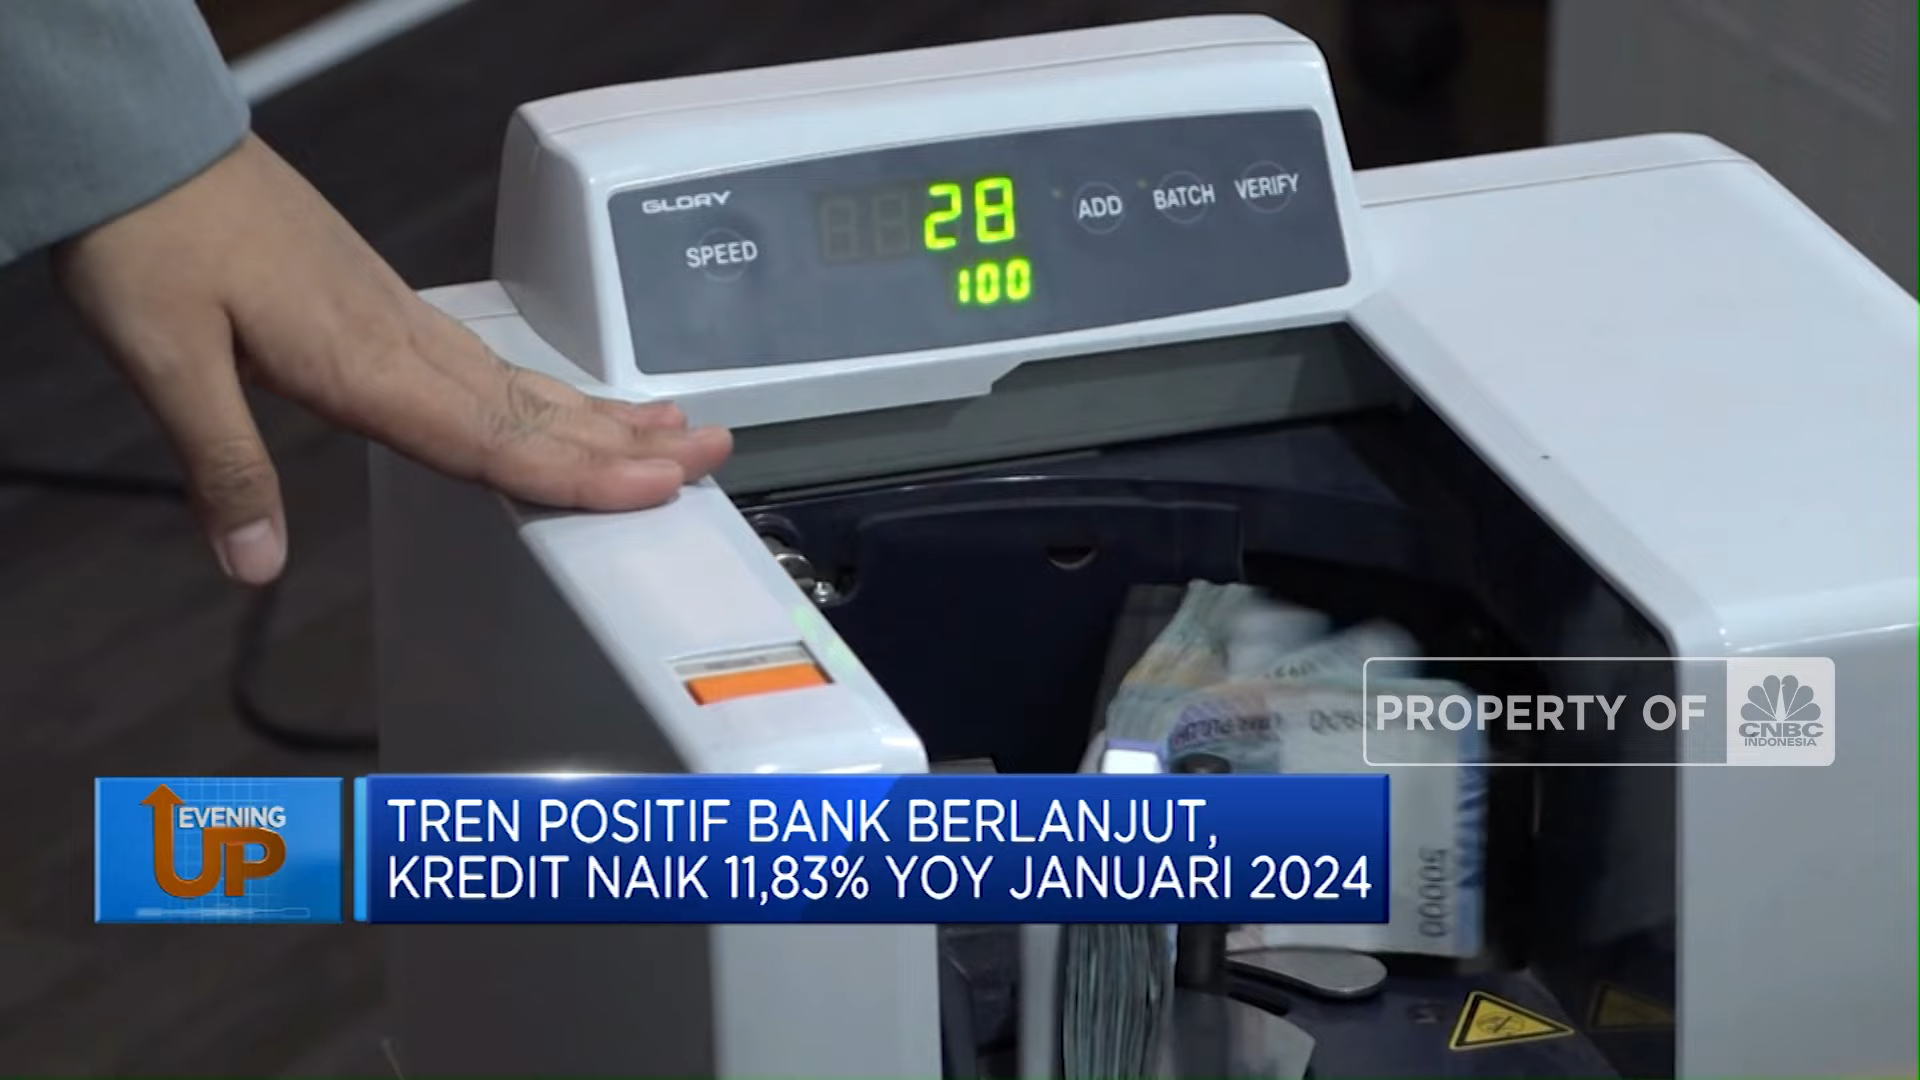 GLORY
SPEED
28
100
ADD
BATCH
VERIFY
PROPERTY OF
CNBC
INDONESIA
EVENING
UP
TREN POSITIF BANK BERLANJUT,
KREDIT NAIK 11,83% YOY JANUARI 2024
50000